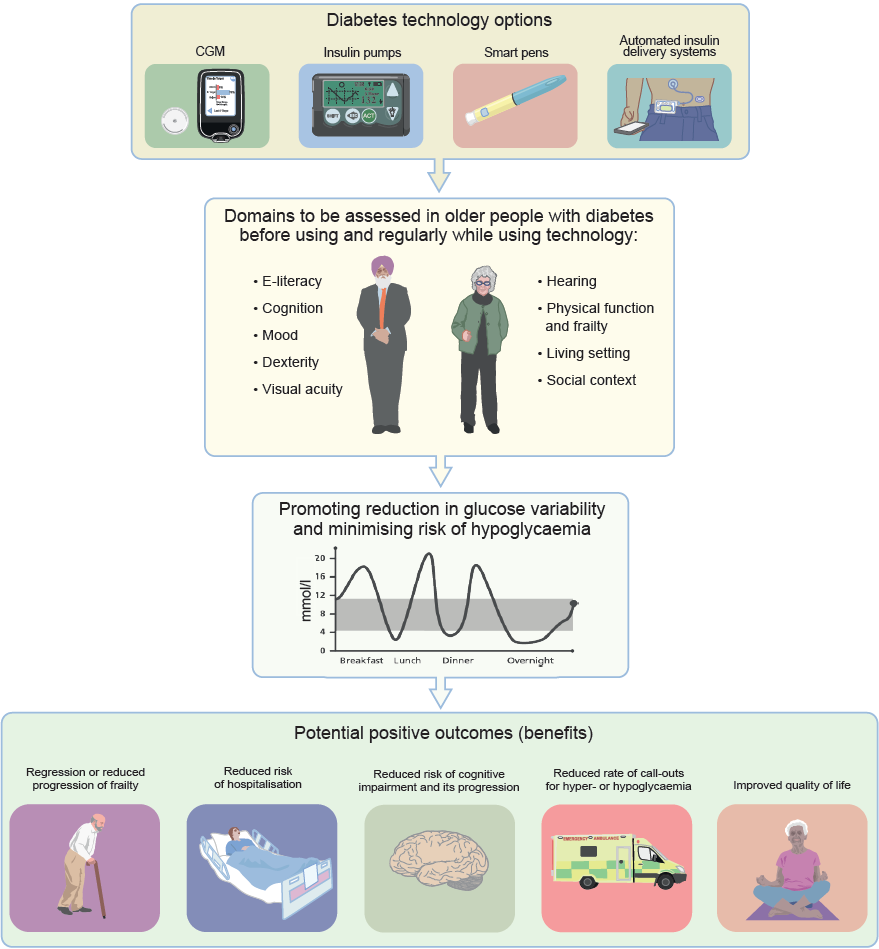 Diabetes technology options
CGM
Insulin pumps
Smart pens
Automated insulin
delivery systems
ACT
Domains to be assessed in older people with diabetes
before using and regularly while using technology:
• E-literacy
• Cognition
• Mood
• Dexterity
• Visual acuity
• Hearing
• Physical function
and frailty
• Living setting
• Social context
Promoting reduction in glucose variability
and minimising risk of hypoglycaemia
mmol/l
20
16
12
8
4
0
Breakfast
Lunch
Dinner
Overnight
Potential positive outcomes (benefits)
Regression or reduced
progression of frailty
Reduced risk
of hospitalisation
Reduced risk of cognitive
impairment and its progression
Reduced rate of call-outs
for hyper- or hypoglycaemia
Improved quality of life
EMERGENCY AMBULANCE